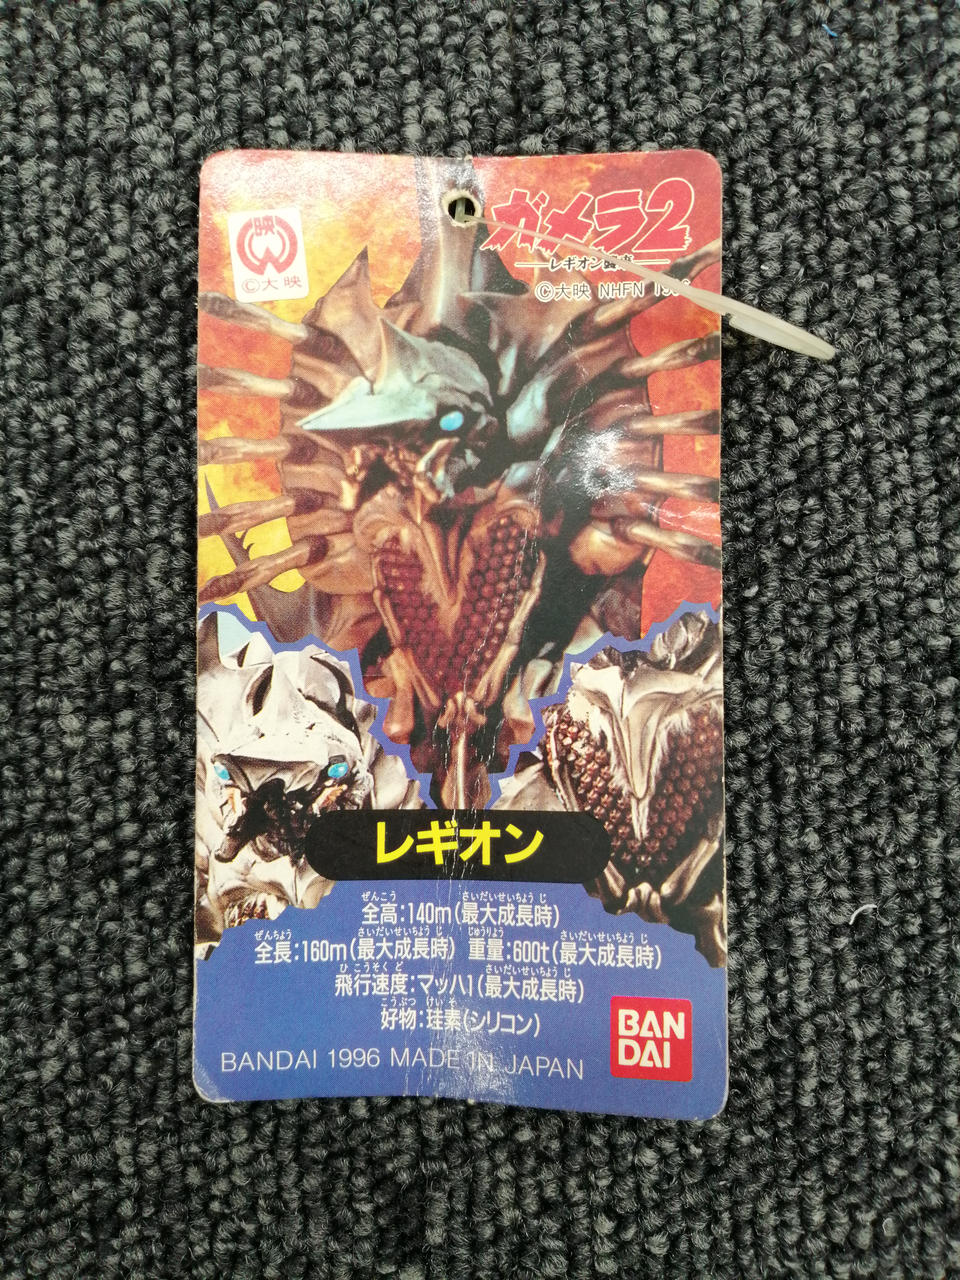 映
©大映
ガメラ2
レギオン襲来
©大映 NHFN 1996
レギオン
ぜんこう さいだいせいちょうじ
全高:140m(最大成長時)
ぜんちょう さいだいせいちょうじ じゅうりょう さいだいせいちょうじ
全長:160m(最大成長時) 重量:600t(最大成長時)
ひこうそくど さいだいせいちょうじ
飛行速度:マッハ1(最大成長時)
こうぶつ けいそ
好物:珪素(シリコン)
BANDAI 1996 MADE IN JAPAN
BAN
DAI